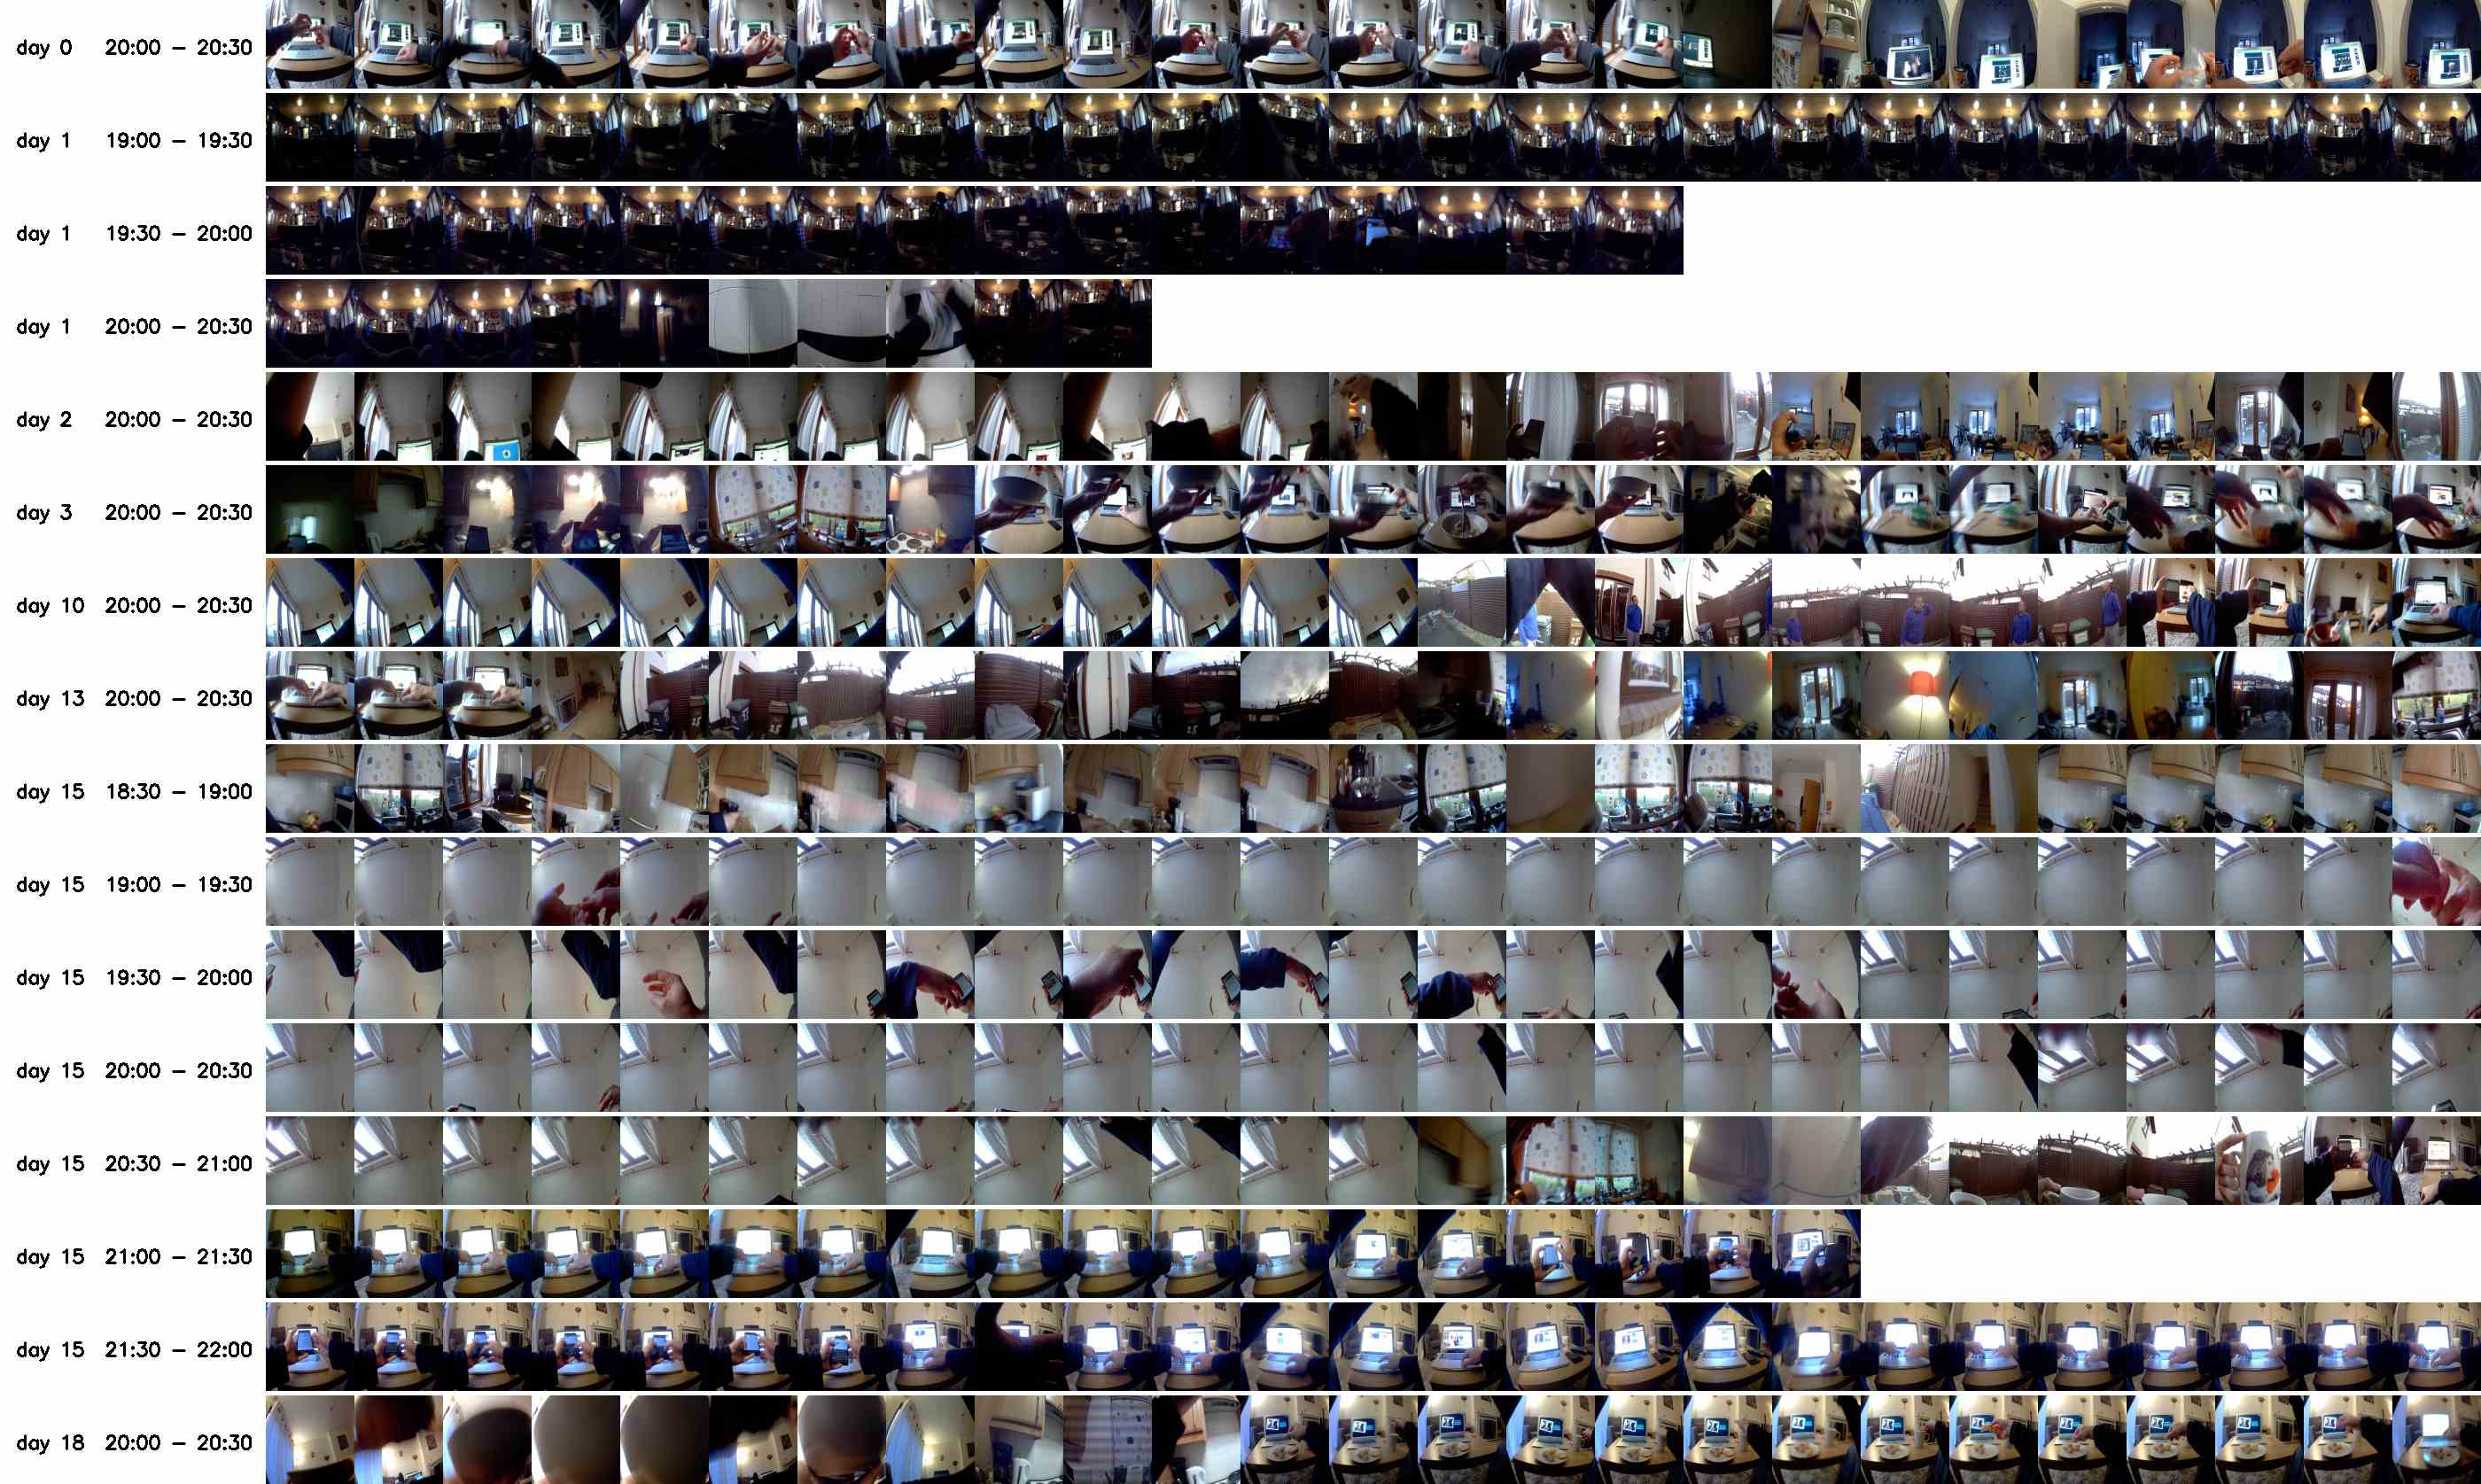 day 0 20:00 – 20:30
day 1 19:00 – 19:30
day 1 19:30 – 20:00
day 1 20:00 – 20:30
day 2 20:00 – 20:30
day 3 20:00 – 20:30
day 10 20:00 – 20:30
day 13 20:00 – 20:30
day 15 18:30 – 19:00
day 15 19:00 – 19:30
day 15 19:30 – 20:00
day 15 20:00 – 20:30
day 15 20:30 – 21:00
day 15 21:00 – 21:30
day 15 21:30 – 22:00
day 18 20:00 – 20:30